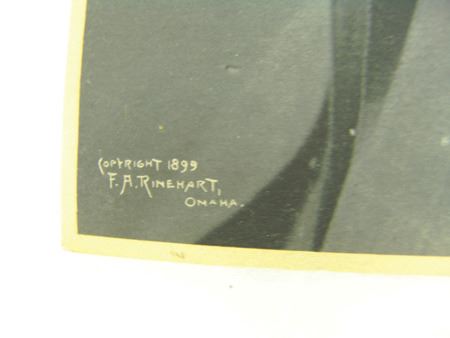 COPYRIGHT 1899
F. A. RINEHART,
OMAHA.